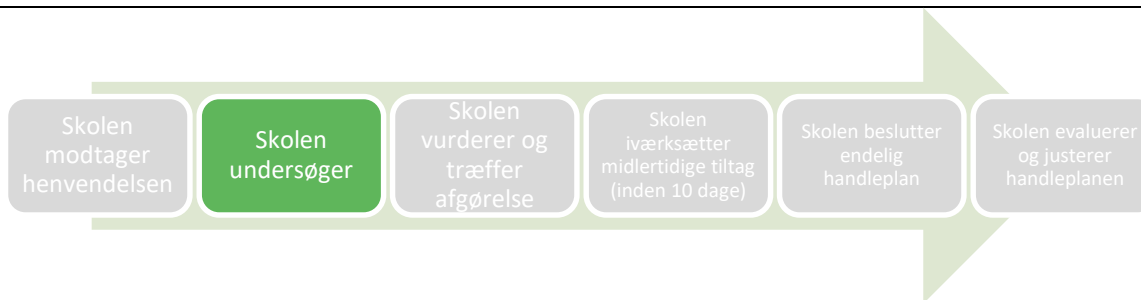 Skolen
modtager
henvendelsen
Skolen
undersøger
Skolen
vurderer og
træffer
afgørelse
Skolen
iværksætter
midlertidige tiltag
(inden 10 dage)
Skolen beslutter
endelig
handleplan
Skolen evaluerer
og justerer
handleplanen